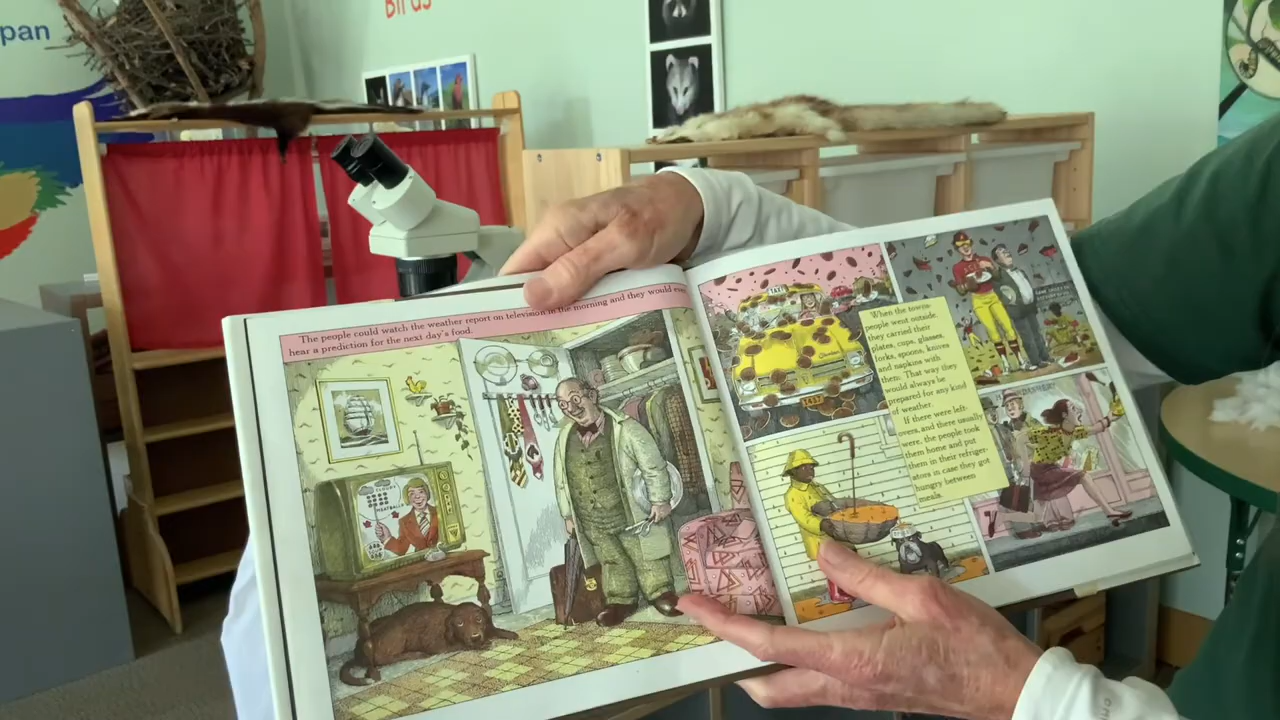 pan
Birds
The people could watch the weather report on television in the morning and they would even
hear a prediction for the next day's food.
When the towns-
people went outside,
they carried their
plates, cups, glasses,
forks, spoons, knives
and napkins with
them. That way they
would always be
prepared for any kind
of weather.
If there were left-
overs, and there usually
were, the people took
them home and put
them in their refriger-
ators in case they got
hungry between
meals.
TAXI
MEATBALLS